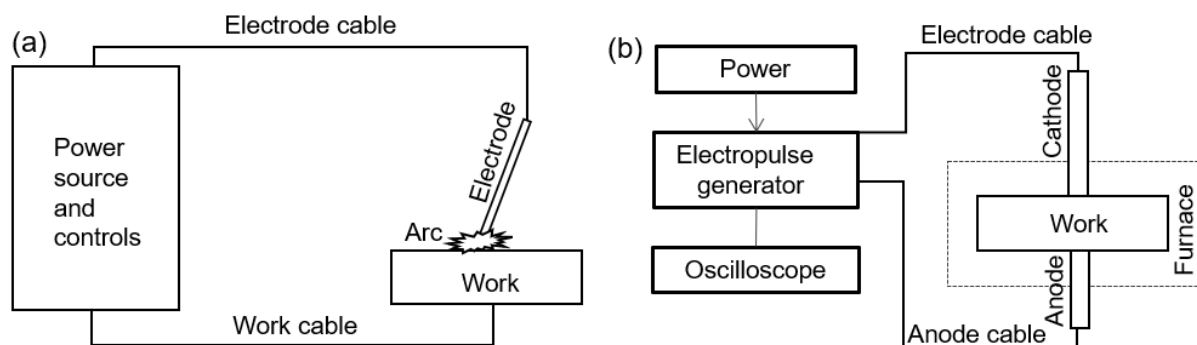 (a)
Electrode cable
Power
source
and
controls
Electrode
Arc
Work
Work cable
(b)
Power
Electropulse
generator
Oscilloscope
Electrode cable
Cathode
Work
Furnace
Anode
Anode cable